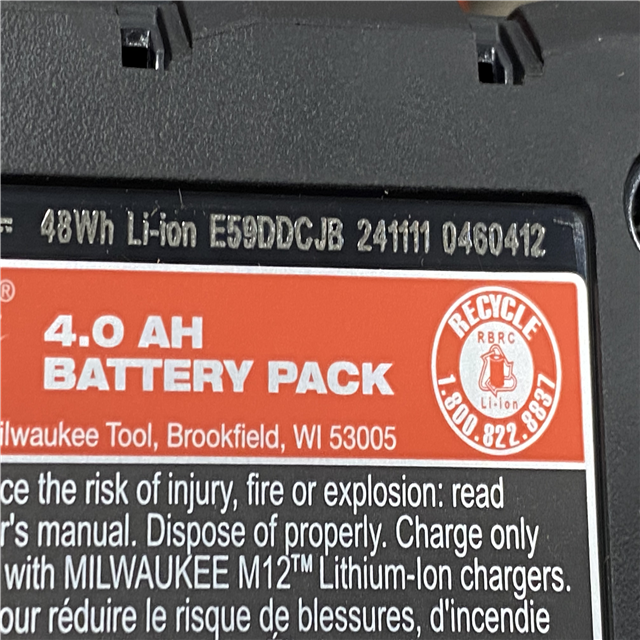 48Wh Li-ion E59DDCJB 241111 0460412
®
4.0 AH
BATTERY PACK
RECYCLE
RBRC
Li-ion
1.800.822.8837
ilwaukee Tool, Brookfield, WI 53005
ce the risk of injury, fire or explosion: read
r's manual. Dispose of properly. Charge only
with MILWAUKEE M12™ Lithium-Ion chargers.
our réduire le risque de blessures, d'incendie